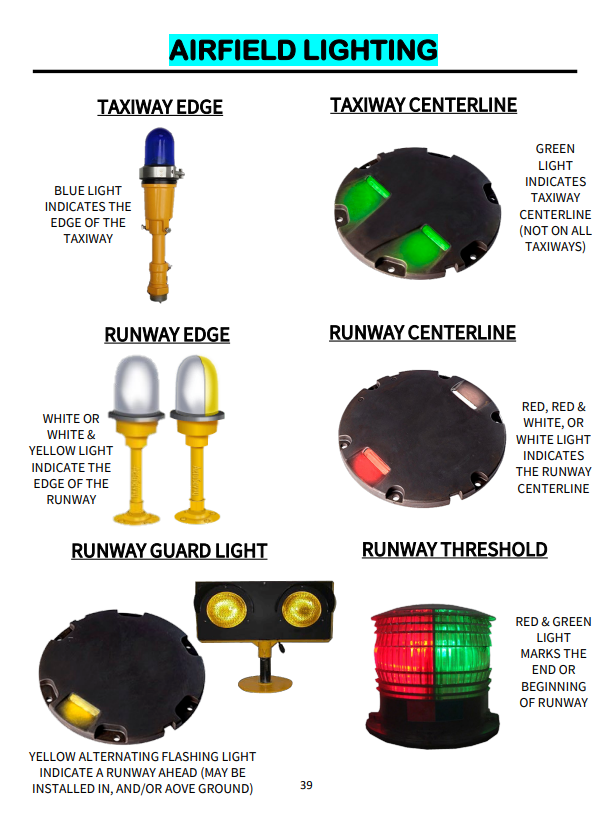 AIRFIELD LIGHTING
TAXIWAY EDGE
BLUE LIGHT
INDICATES THE
EDGE OF THE
TAXIWAY
TAXIWAY CENTERLINE
GREEN
LIGHT
INDICATES
TAXIWAY
CENTERLINE
(NOT ON ALL
TAXIWAYS)
RUNWAY EDGE
WHITE OR
WHITE &
YELLOW LIGHT
INDICATE THE
EDGE OF THE
RUNWAY
RUNWAY CENTERLINE
RED, RED &
WHITE, OR
WHITE LIGHT
INDICATES
THE RUNWAY
CENTERLINE
RUNWAY GUARD LIGHT
YELLOW ALTERNATING FLASHING LIGHT
INDICATE A RUNWAY AHEAD (MAY BE
INSTALLED IN, AND/OR AOVE GROUND)
RUNWAY THRESHOLD
RED & GREEN
LIGHT
MARKS THE
END OR
BEGINNING
OF RUNWAY
39